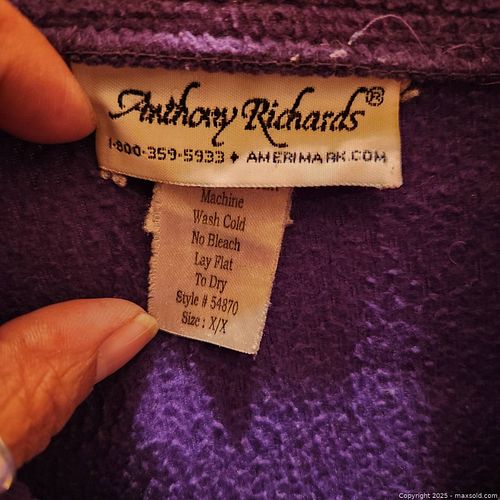 Anthony Richards®
1-800-359-5933 ♦ AMERIMARK.COM
Machine
Wash Cold
No Bleach
Lay Flat
To Dry
Style # 54870
Size : X/X
Copyright 2025 - maxsold.com